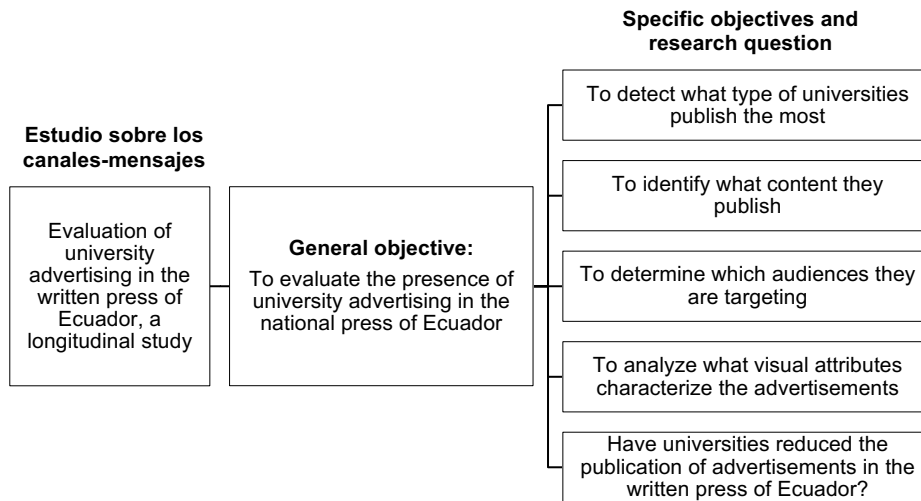 Estudio sobre los
canales-mensajes
Evaluation of
university
advertising in the
written press of
Ecuador, a
longitudinal study
General objective:
To evaluate the presence of
university advertising in the
national press of Ecuador
Specific objectives and
research question
To detect what type of universities
publish the most
To identify what content they
publish
To determine which audiences they
are targeting
To analyze what visual attributes
characterize the advertisements
Have universities reduced the
publication of advertisements in the
written press of Ecuador?